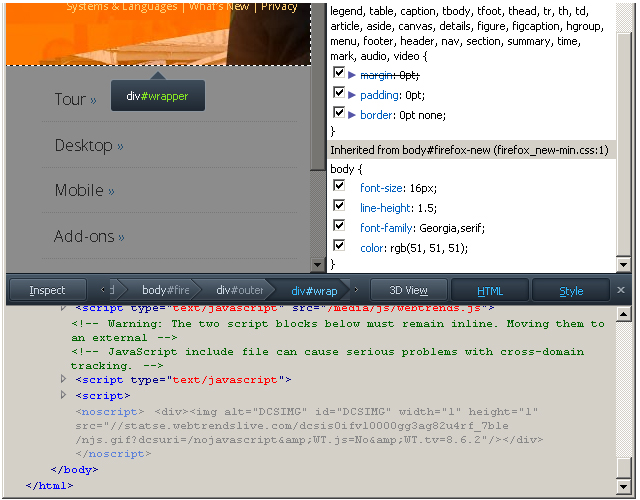 Systems & Languages | What's New | Privacy
Tour »
div#wrapper
Desktop »
Mobile »
Add-ons »
legend, table, caption, tbody, tfoot, thead, tr, th, td,
article, aside, canvas, details, figure, figcaption, hgroup,
menu, footer, header, nav, section, summary, time,
mark, audio, video {
margin: 0pt;
padding: 0pt;
border: 0pt none;
}
Inherited from body#firefox-new (firefox_new-min.css:1)
body {
font-size: 16px;
line-height: 1.5;
font-family: Georgia,serif;
color: rgb(51, 51, 51);
}
Inspect
d
body#fire
div#outer
div#wrap
3D View
HTML
Style
<script type="text/javascript" src="/media/js/webtrends.js">
<!-- Warning: The two script blocks below must remain inline. Moving them to
an external -->
<!-- JavaScript include file can cause serious problems with cross-domain
tracking. -->
<script type="text/javascript">
<script>
<noscript> <div><img alt="DCSIMG" id="DCSIMG" width="1" height="1"
src="//statse.webtrendslive.com/dcsis0ifv10000gg3ag82u4rf_7b1e
/njs.gif?dcsuri=/nojavascript&amp;WT.js=No&amp;WT.tv=8.6.2"/></div>
</noscript>
</body>
</html>